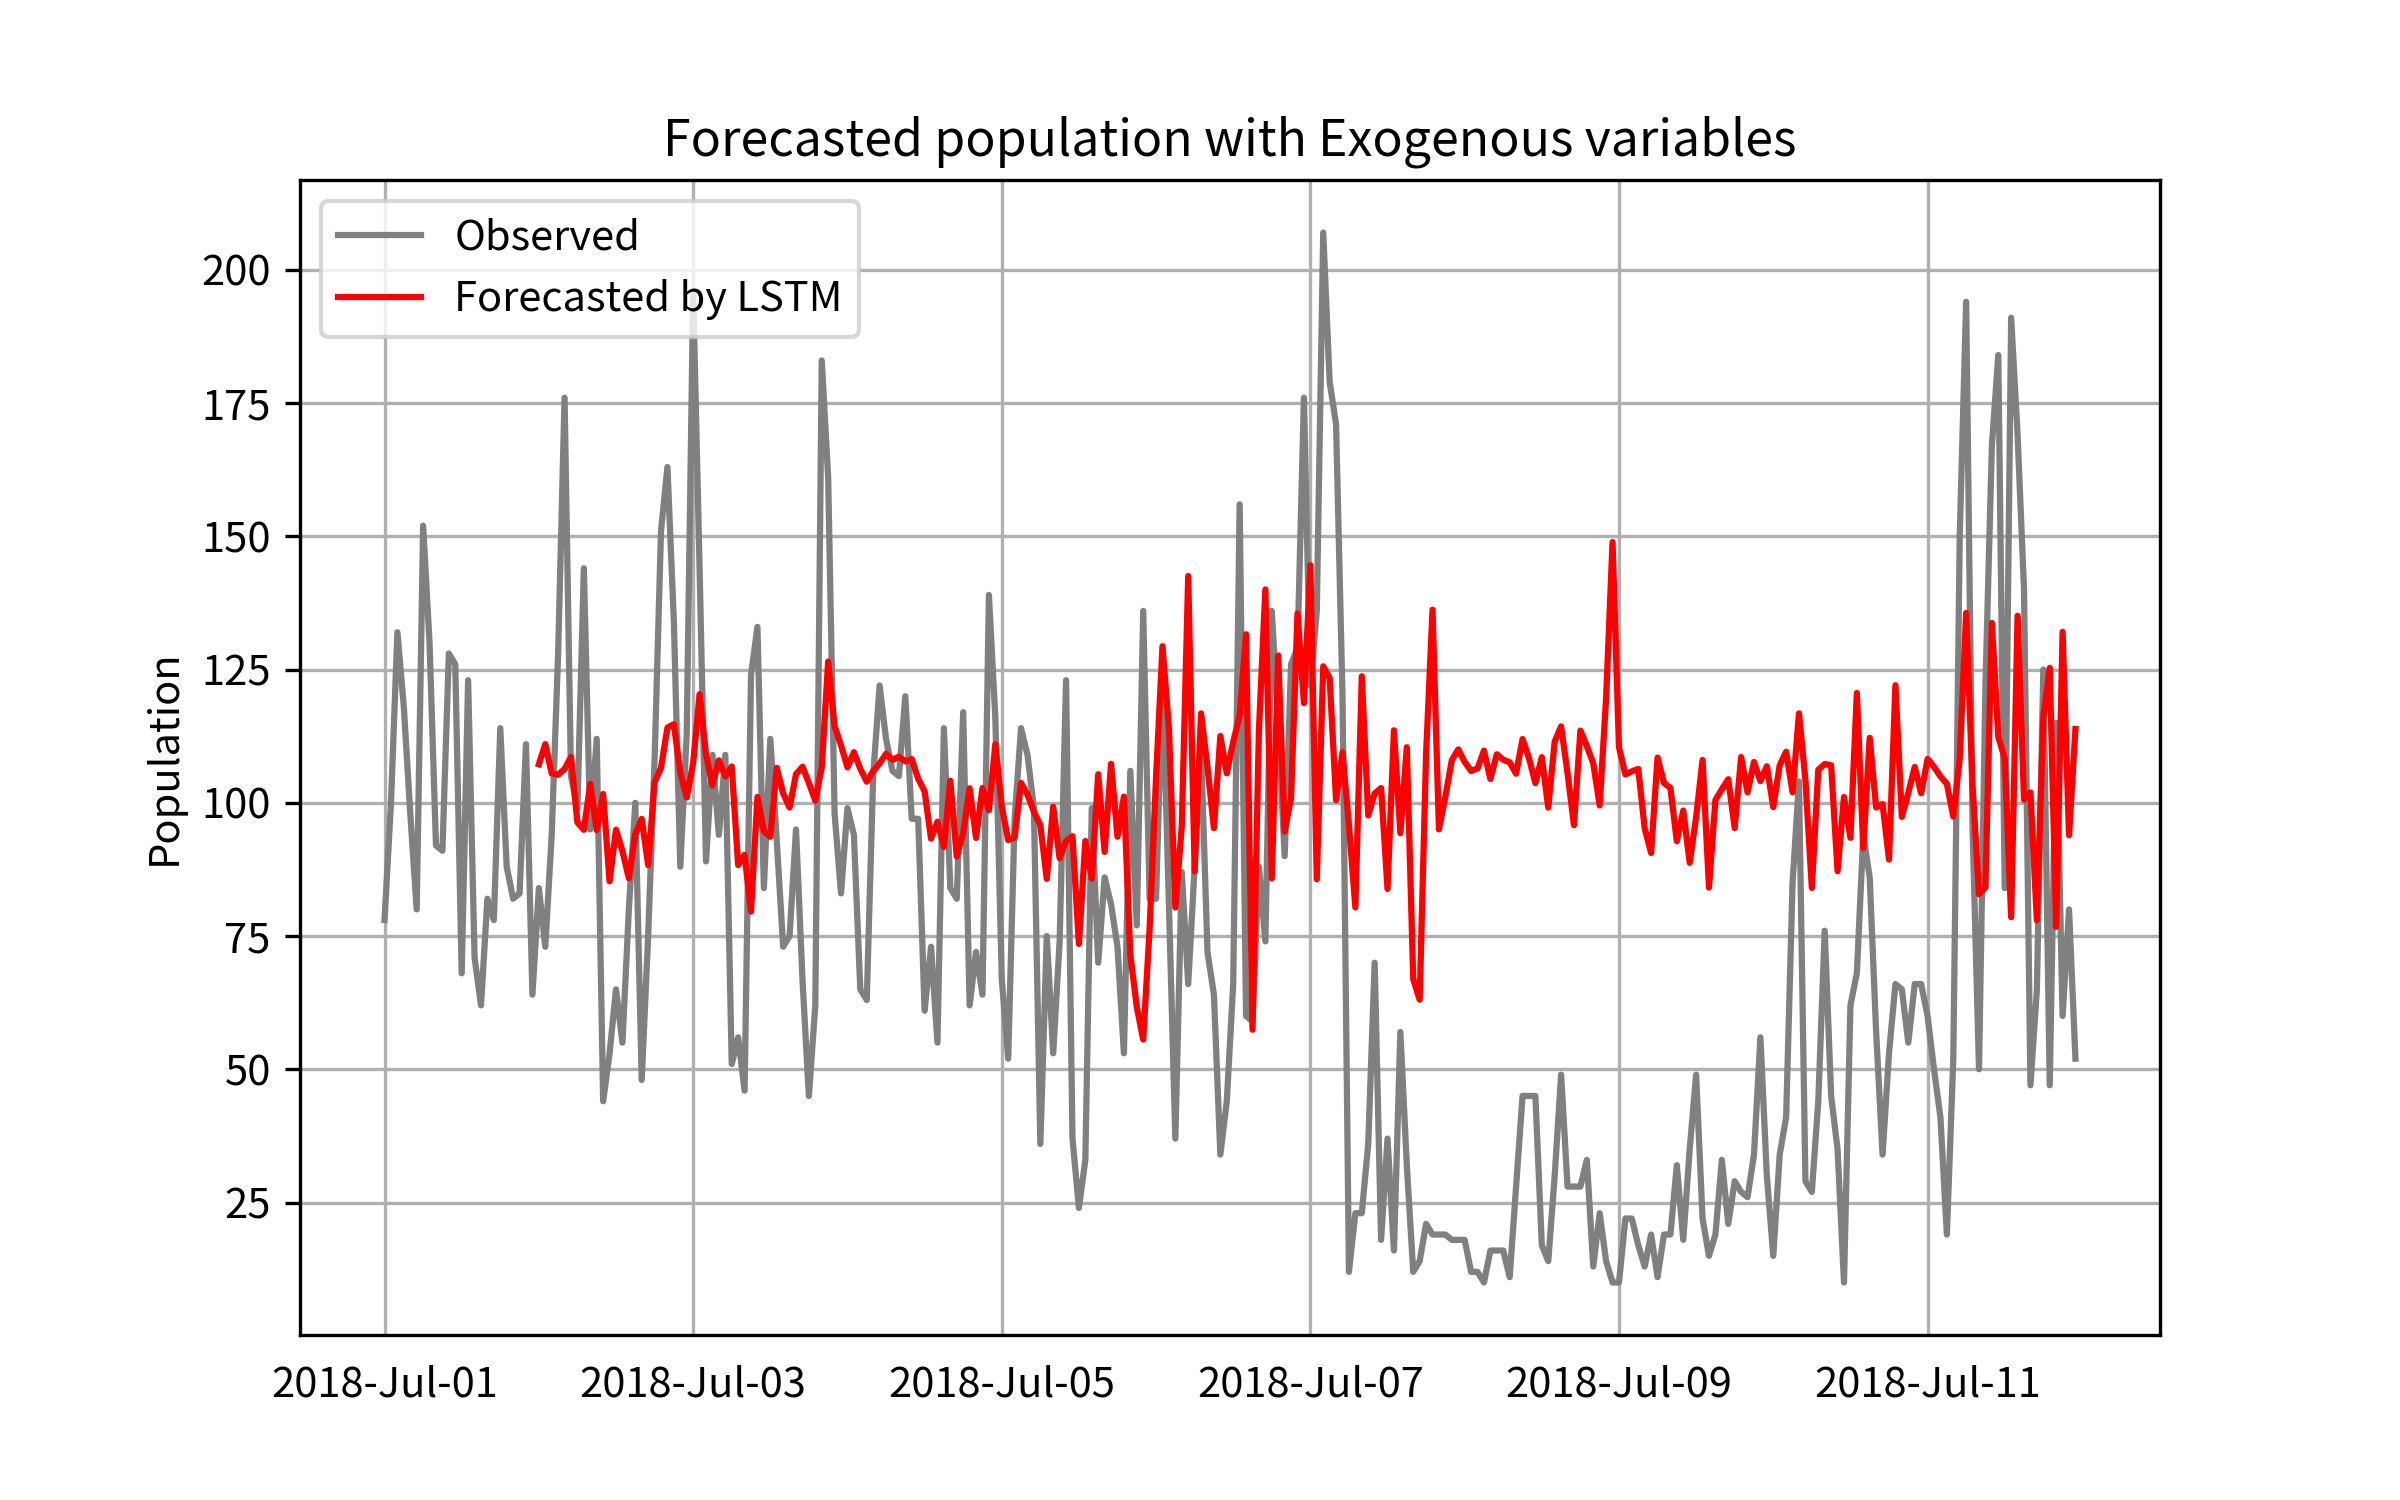 Forecasted population with Exogenous variables
Observed
Forecasted by LSTM
Population
200
175
150
125
100
75
50
25
2018-Jul-01
2018-Jul-03
2018-Jul-05
2018-Jul-07
2018-Jul-09
2018-Jul-11